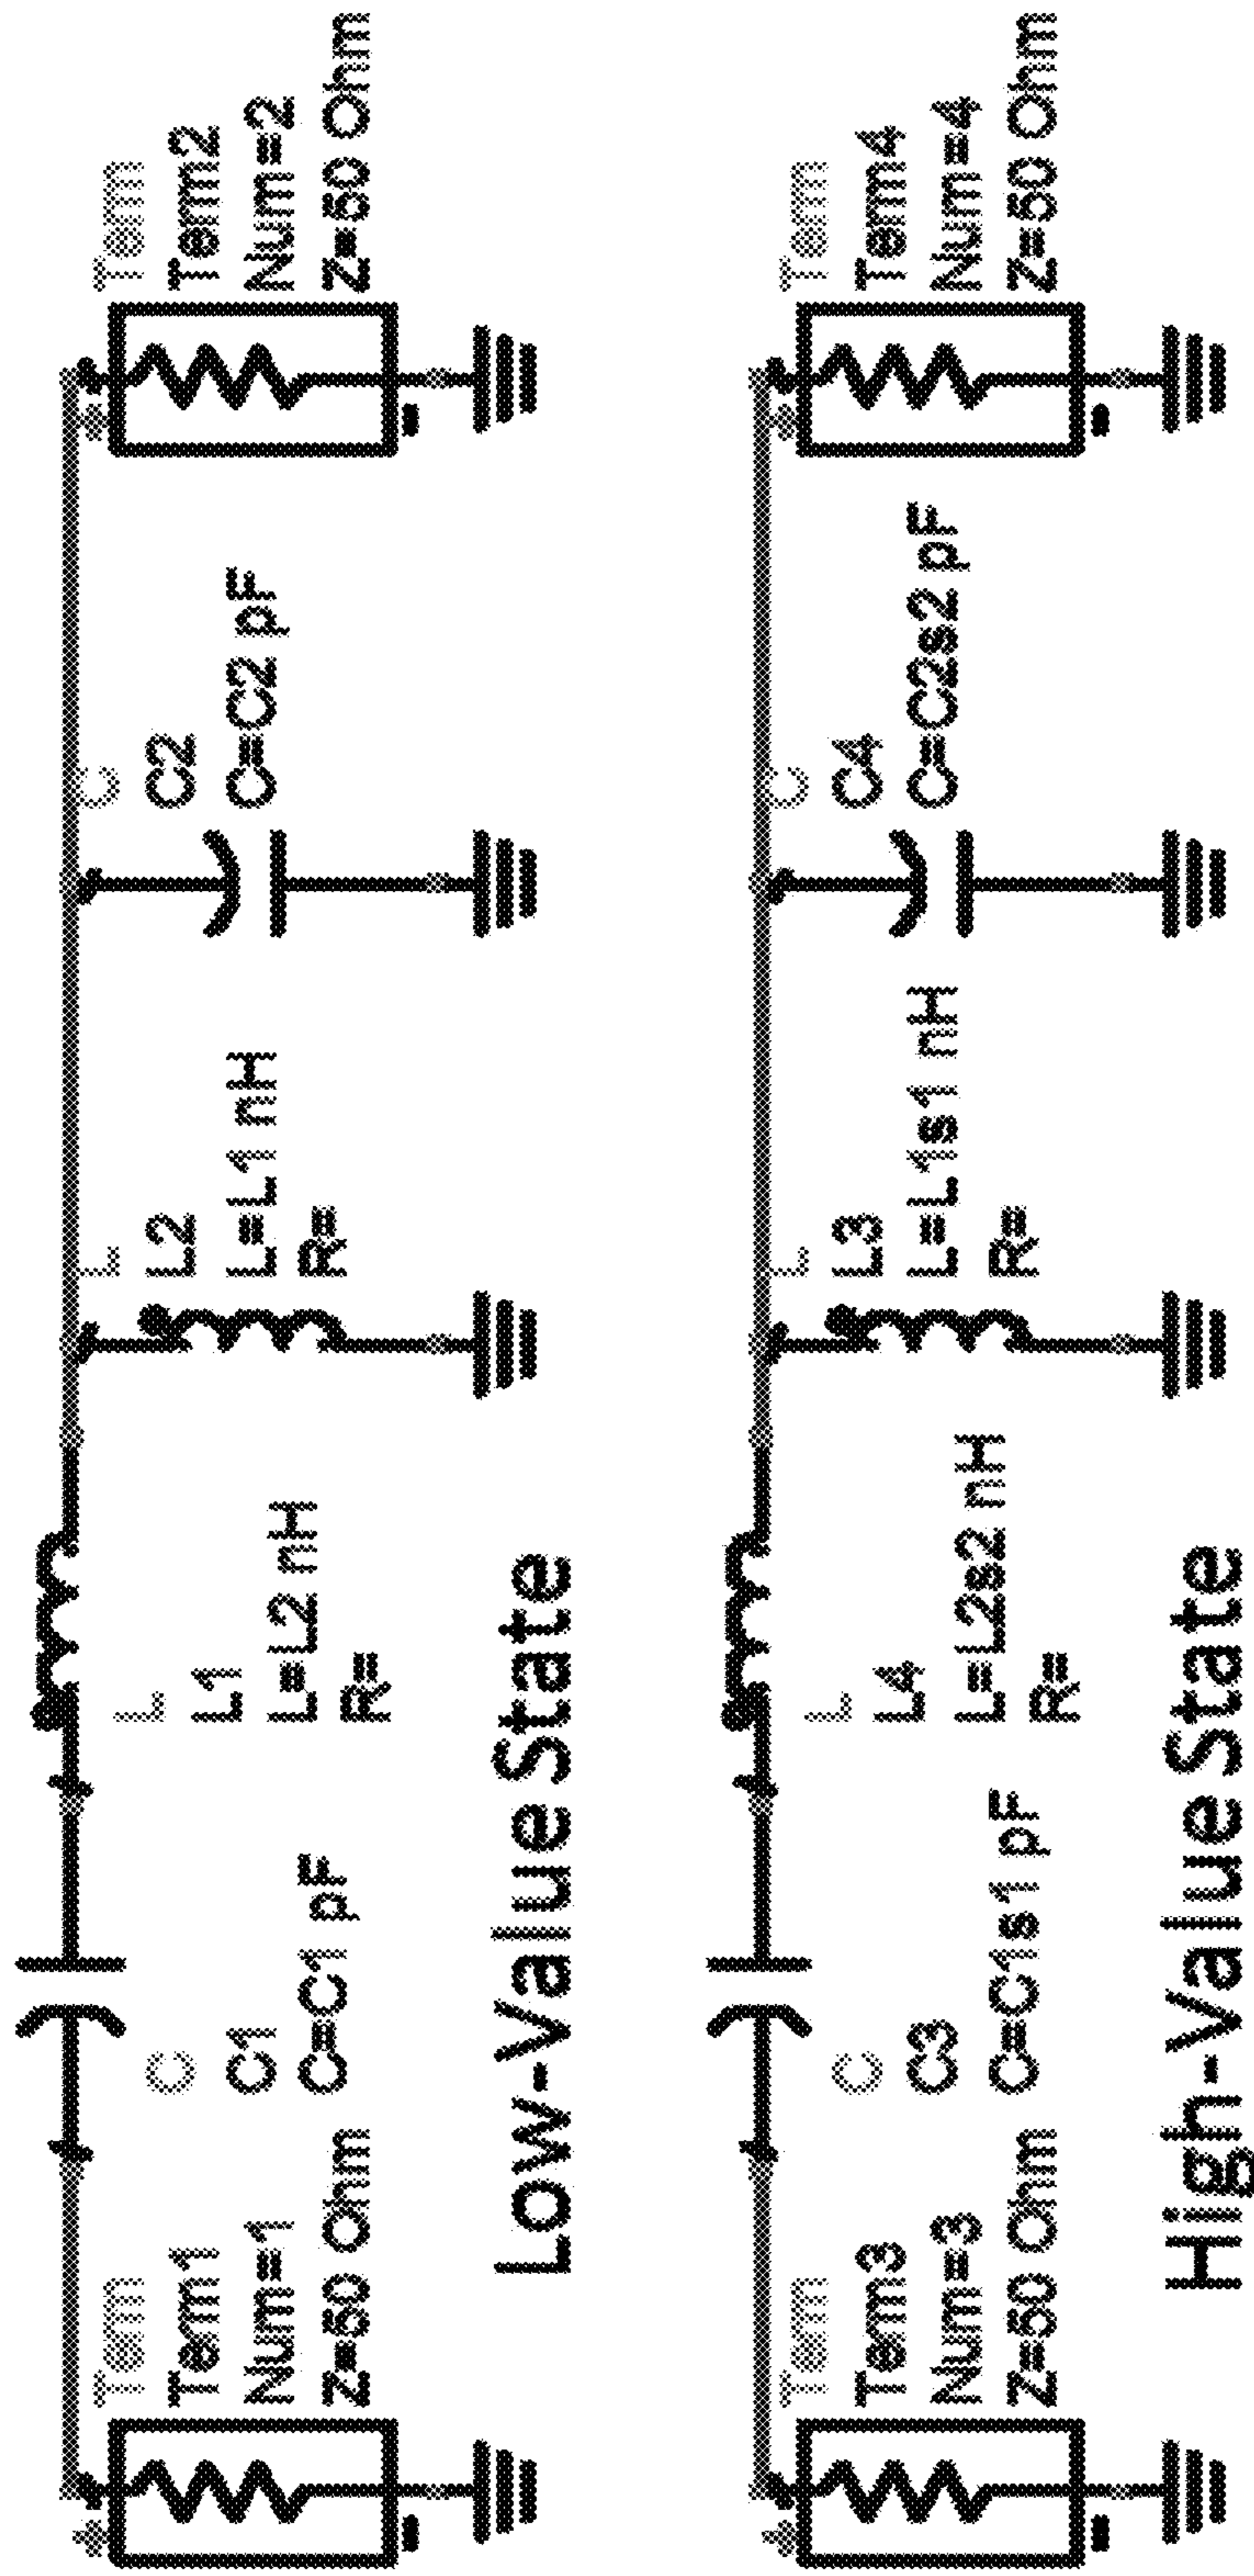 Term
Term1
Num=1
Z=50 Ohm
C
C1
C=C1 pF
L
L1
L=L2 nH
R=
L
L2
L=L1 nH
R=
C
C2
C=C2 pF
Term
Term2
Num=2
Z=50 Ohm
Low-Value State
Term
Term3
Num=3
Z=50 Ohm
C
C3
C=C1s1 pF
L
L4
L=L2s2 nH
R=
L
L3
L=L1s1 nH
R=
C
C4
C=C2s2 pF
Term
Term4
Num=4
Z=50 Ohm
High-Value State